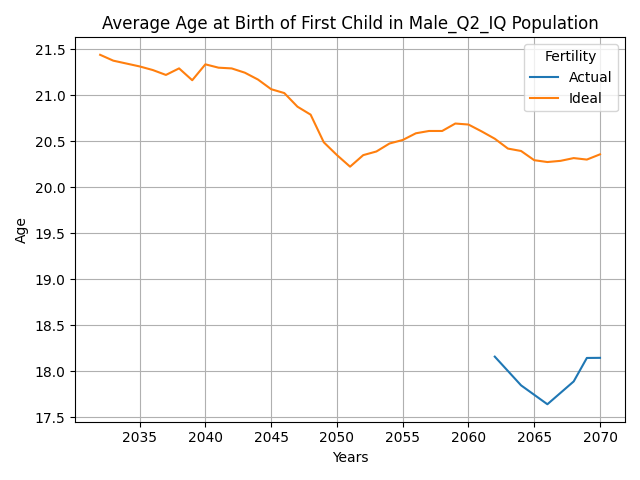 Average Age at Birth of First Child in Male_Q2_IQ Population
Fertility
Actual
Ideal
Age
21.5
21.0
20.5
20.0
19.5
19.0
18.5
18.0
17.5
2035 2040 2045 2050 2055 2060 2065 2070
Years